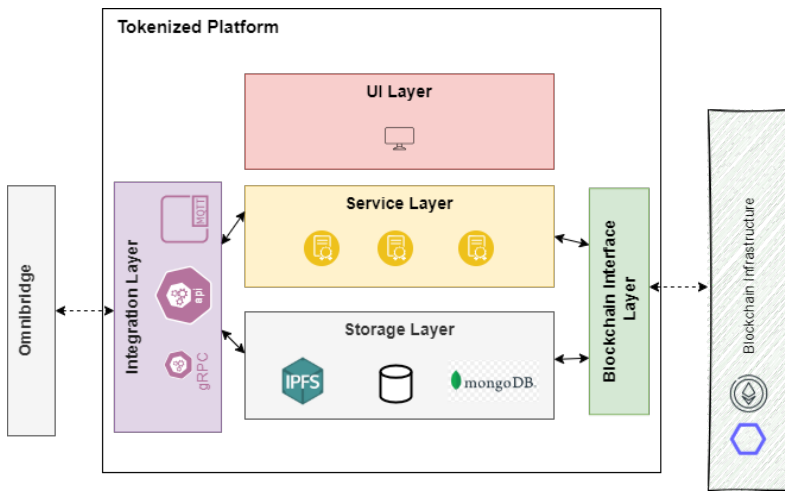 Tokenized Platform
UI Layer
Service Layer
Storage Layer
IPFS
mongoDB.
Integration Layer
MQTT
api
gRPC
Omnibridge
Blockchain Interface
Layer
Blockchain Infrastructure